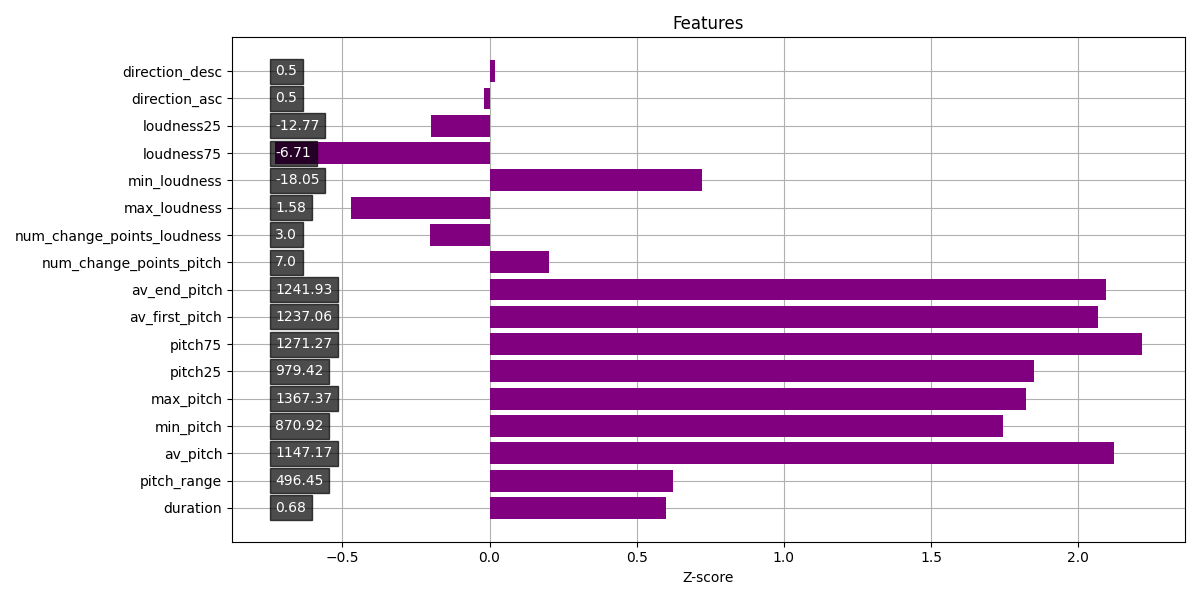 Features
direction_desc 0.5
direction_asc 0.5
loudness25 -12.77
loudness75 -6.71
min_loudness -18.05
max_loudness 1.58
num_change_points_loudness 3.0
num_change_points_pitch 7.0
av_end_pitch 1241.93
av_first_pitch 1237.06
pitch75 1271.27
pitch25 979.42
max_pitch 1367.37
min_pitch 870.92
av_pitch 1147.17
pitch_range 496.45
duration 0.68
−0.5 0.0 0.5 1.0 1.5 2.0
Z-score